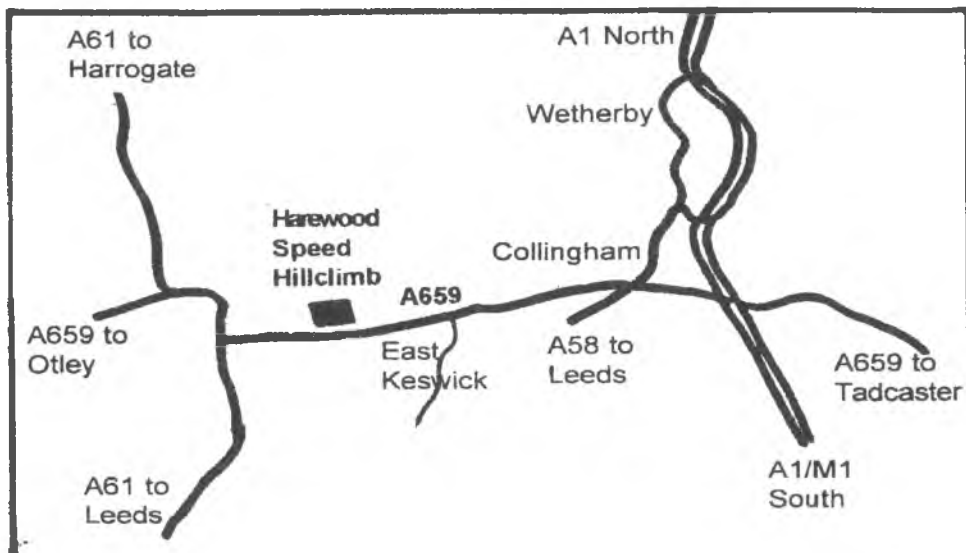 A61 to
Harrogate
A1 North
Wetherby
Harewood
Speed
Hillclimb
Collingham
A659
A659 to
Otley
East
Keswick
A58 to
Leeds
A659 to
Tadcaster
A61 to
Leeds
A1/M1
South